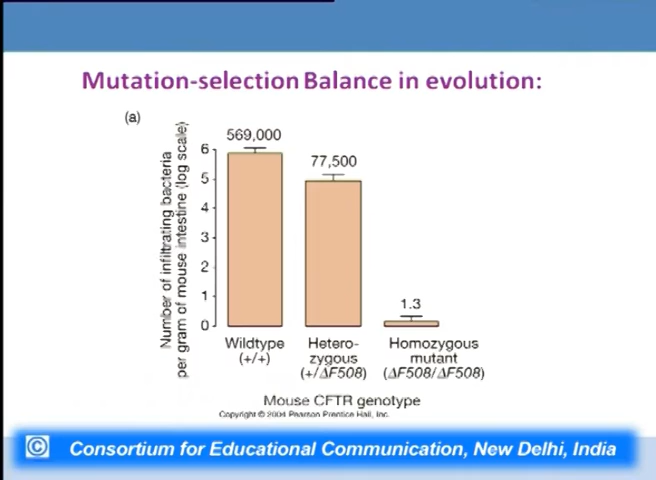 Mutation-selection Balance in evolution:
(a)
Number of infiltrating bacteria
per gram of mouse intestine (log scale)
6
5
4
3
2
1
0
569,000
77,500
1.3
Wildtype
(+/+)
Hetero-
zygous
(+/ΔF508)
Homozygous
mutant
(ΔF508/ΔF508)
Mouse CFTR genotype
Copyright © 2004 Pearson Prentice Hall, Inc.
© Consortium for Educational Communication, New Delhi, India